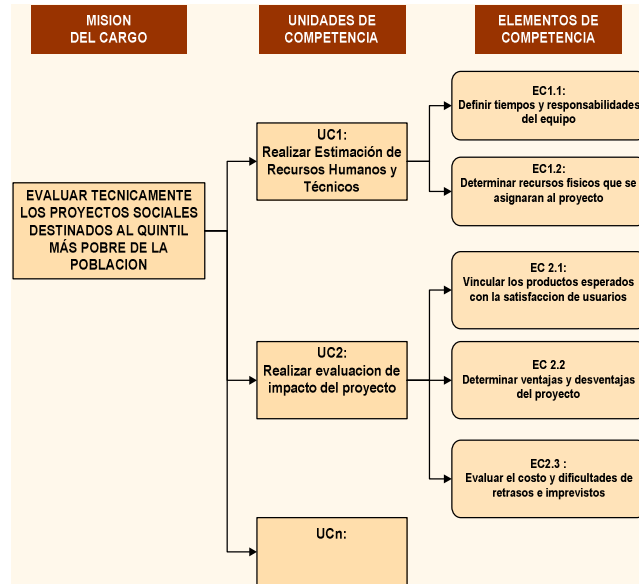 MISION
DEL CARGO
UNIDADES DE
COMPETENCIA
ELEMENTOS DE
COMPETENCIA
EVALUAR TECNICAMENTE
LOS PROYECTOS SOCIALES
DESTINADOS AL QUINTIL
MÁS POBRE DE LA
POBLACION
UC1:
Realizar Estimación de
Recursos Humanos y
Técnicos
EC1.1:
Definir tiempos y responsabilidades
del equipo
EC1.2:
Determinar recursos fisicos que se
asignaran al proyecto
UC2:
Realizar evaluacion de
impacto del proyecto
EC 2.1:
Vincular los productos esperados
con la satisfaccion de usuarios
EC 2.2
Determinar ventajas y desventajas
del proyecto
EC2.3 :
Evaluar el costo y dificultades de
retrasos e imprevistos
UCn: